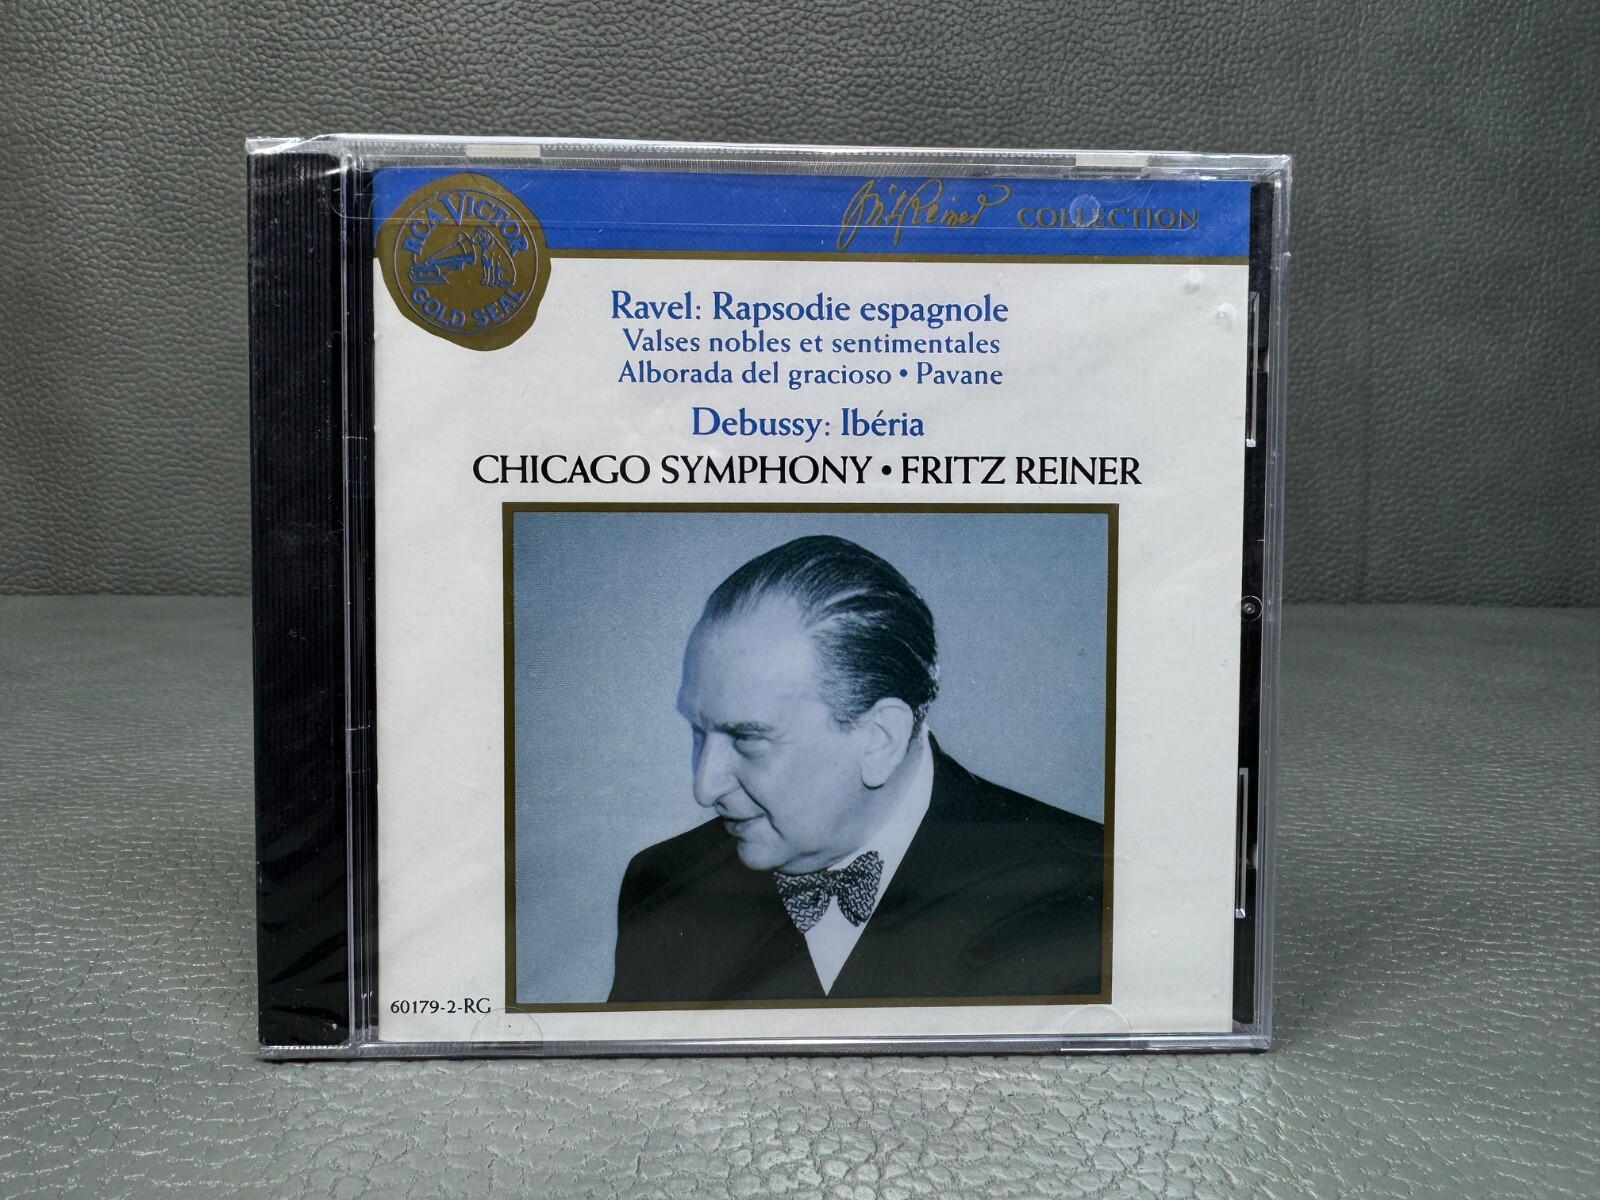 RCA VICTOR
GOLD SEAL
Fritz Reiner COLLECTION
Ravel: Rapsodie espagnole
Valses nobles et sentimentales
Alborada del gracioso • Pavane
Debussy: Ibéria
CHICAGO SYMPHONY • FRITZ REINER
60179-2-RG